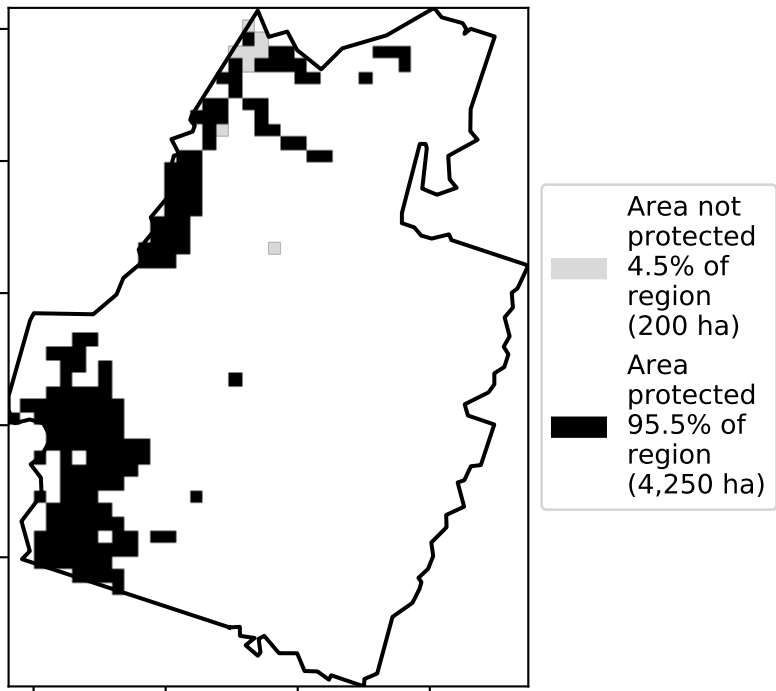 Area not
protected
4.5% of
region
(200 ha)
Area
protected
95.5% of
region
(4,250 ha)